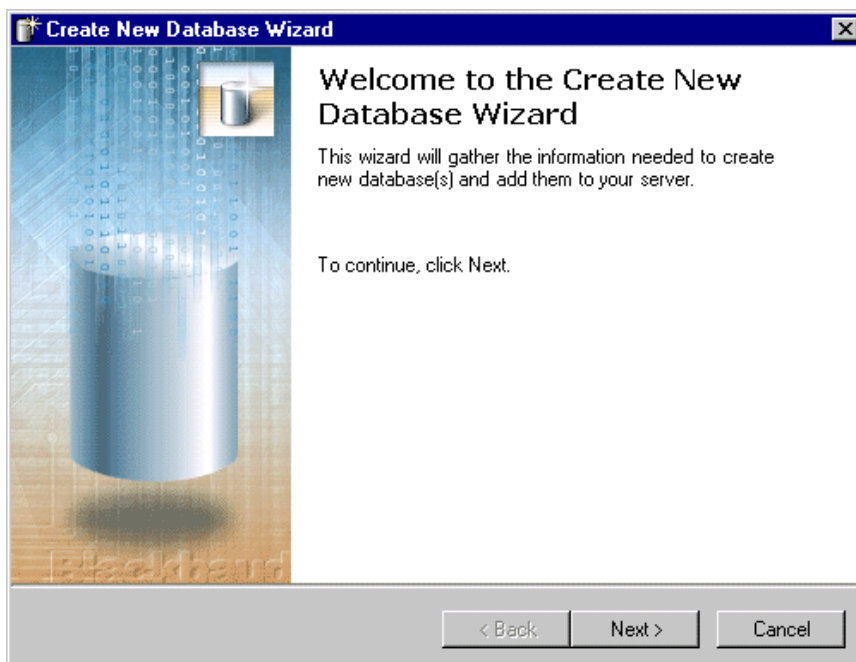 Create New Database Wizard
Welcome to the Create New
Database Wizard
This wizard will gather the information needed to create
new database(s) and add them to your server.
To continue, click Next.
blackbaud
< Back
Next >
Cancel